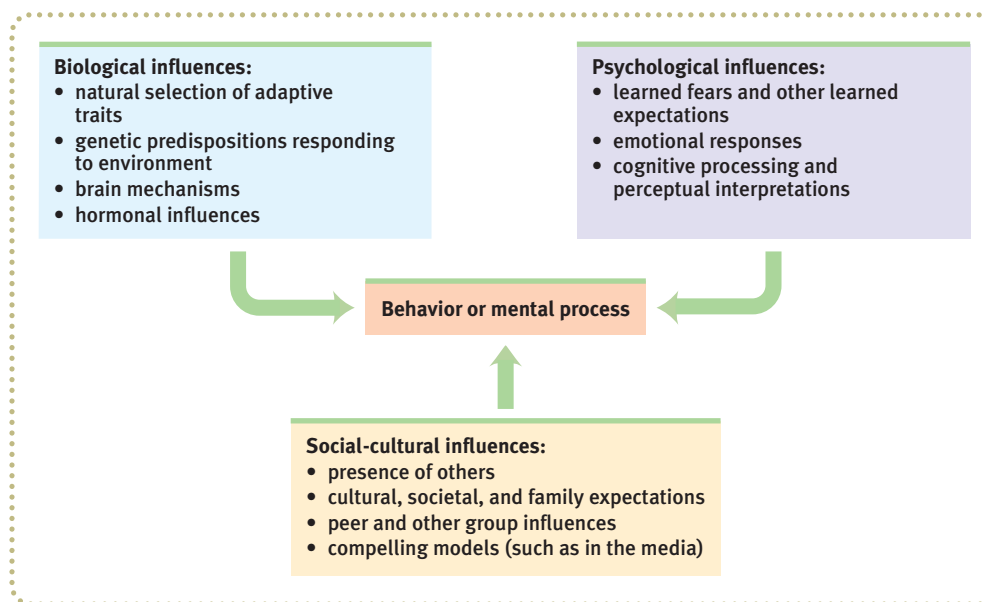 Biological influences:
• natural selection of adaptive
traits
• genetic predispositions responding
to environment
• brain mechanisms
• hormonal influences
Psychological influences:
• learned fears and other learned
expectations
• emotional responses
• cognitive processing and
perceptual interpretations
Behavior or mental process
Social-cultural influences:
• presence of others
• cultural, societal, and family expectations
• peer and other group influences
• compelling models (such as in the media)